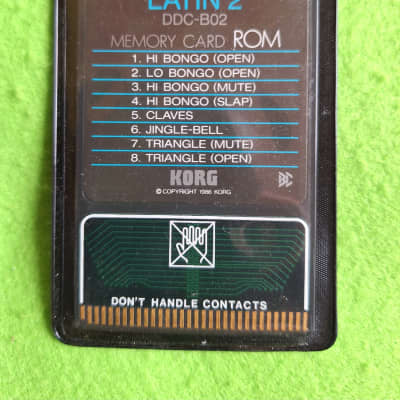 LATIN 2
DDC-B02
MEMORY CARD ROM
1. HI BONGO (OPEN)
2. LO BONGO (OPEN)
3. HI BONGO (MUTE)
4. HI BONGO (SLAP)
5. CLAVES
6. JINGLE-BELL
7. TRIANGLE (MUTE)
8. TRIANGLE (OPEN)
KORG
© COPYRIGHT 1986 KORG
DON'T HANDLE CONTACTS